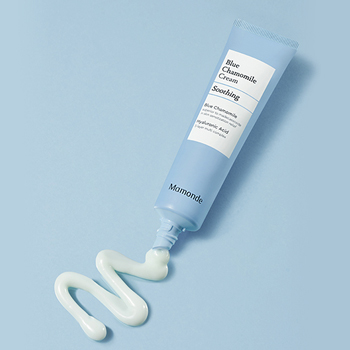 Blue
Chamomile
Cream
Soothing
Blue Chamomile
Hyaluronic Acid
Mamonde